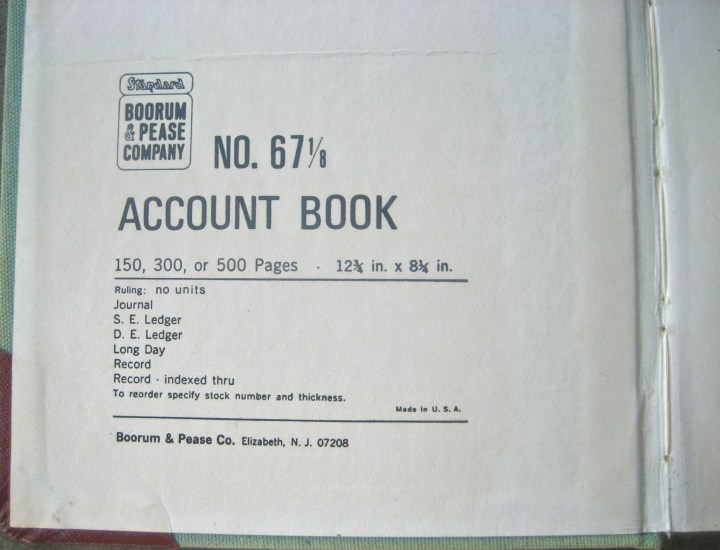 Standard
BOORUM
& PEASE
COMPANY
NO. 67⅛
ACCOUNT BOOK
150, 300, or 500 Pages · 12¾ in. x 8¼ in.
Ruling: no units
Journal
S. E. Ledger
D. E. Ledger
Long Day
Record
Record - indexed thru
To reorder specify stock number and thickness.
Made in U. S. A.
Boorum & Pease Co. Elizabeth, N. J. 07208